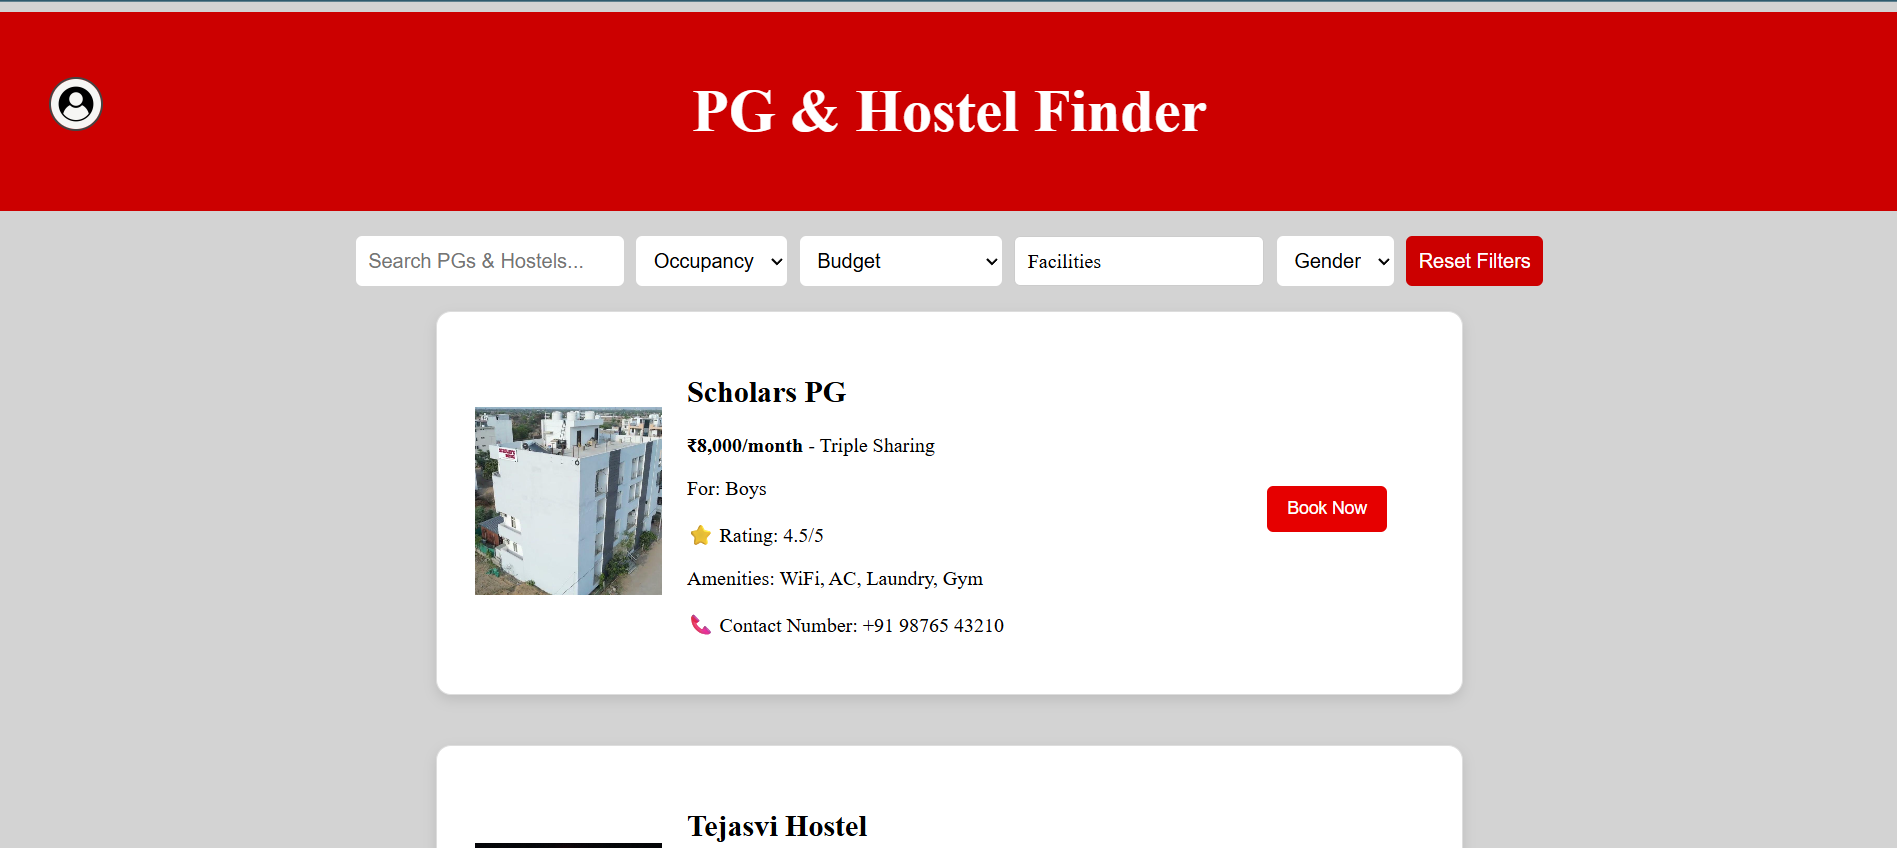 PG & Hostel Finder
Search PGs & Hostels...
Occupancy
Budget
Facilities
Gender
Reset Filters
Scholars PG
₹8,000/month - Triple Sharing
For: Boys
⭐ Rating: 4.5/5
Amenities: WiFi, AC, Laundry, Gym
📞 Contact Number: +91 98765 43210
Book Now
Tejasvi Hostel